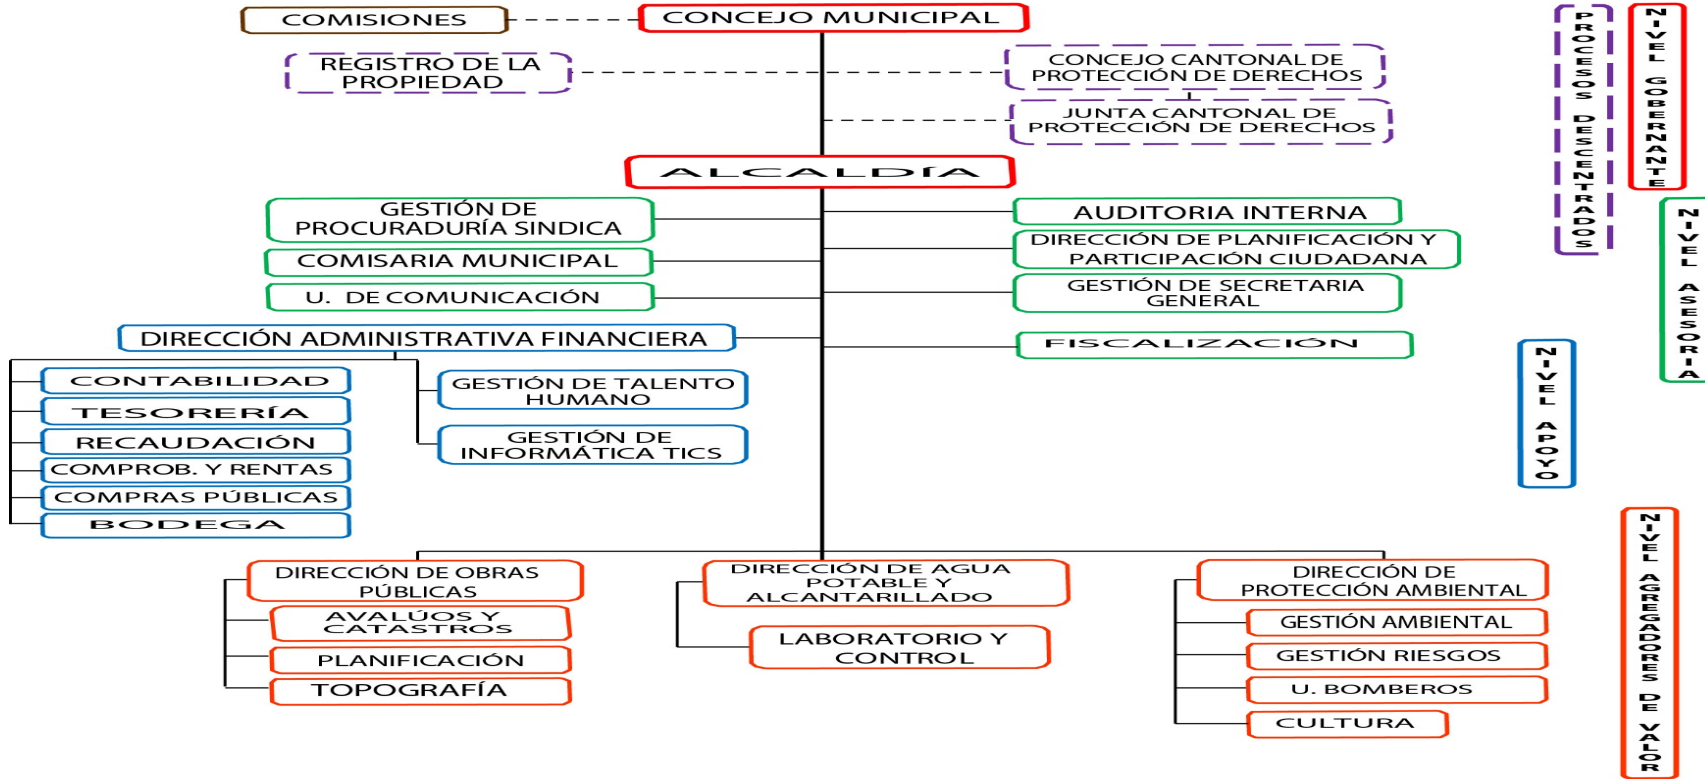 COMISIONES
CONCEJO MUNICIPAL
REGISTRO DE LA
PROPIEDAD
CONCEJO CANTONAL DE
PROTECCIÓN DE DERECHOS
JUNTA CANTONAL DE
PROTECCIÓN DE DERECHOS
ALCALDÍA
GESTIÓN DE
PROCURADURÍA SINDICA
COMISARIA MUNICIPAL
U. DE COMUNICACIÓN
AUDITORIA INTERNA
DIRECCIÓN DE PLANIFICACIÓN Y
PARTICIPACIÓN CIUDADANA
GESTIÓN DE SECRETARIA
GENERAL
FISCALIZACIÓN
DIRECCIÓN ADMINISTRATIVA FINANCIERA
CONTABILIDAD
TESORERÍA
RECAUDACIÓN
COMPROB. Y RENTAS
COMPRAS PÚBLICAS
BODEGA
GESTIÓN DE TALENTO
HUMANO
GESTIÓN DE
INFORMÁTICA TICS
DIRECCIÓN DE OBRAS
PÚBLICAS
AVALÚOS Y
CATASTROS
PLANIFICACIÓN
TOPOGRAFÍA
DIRECCIÓN DE AGUA
POTABLE Y
ALCANTARILLADO
LABORATORIO Y
CONTROL
DIRECCIÓN DE
PROTECCIÓN AMBIENTAL
GESTIÓN AMBIENTAL
GESTIÓN RIESGOS
U. BOMBEROS
CULTURA
PROCESOS DESCENTRADOS
NIVEL GOBERNANTE
NIVEL ASESORIA
NIVEL APOYO
NIVEL AGREGADORES DE VALOR